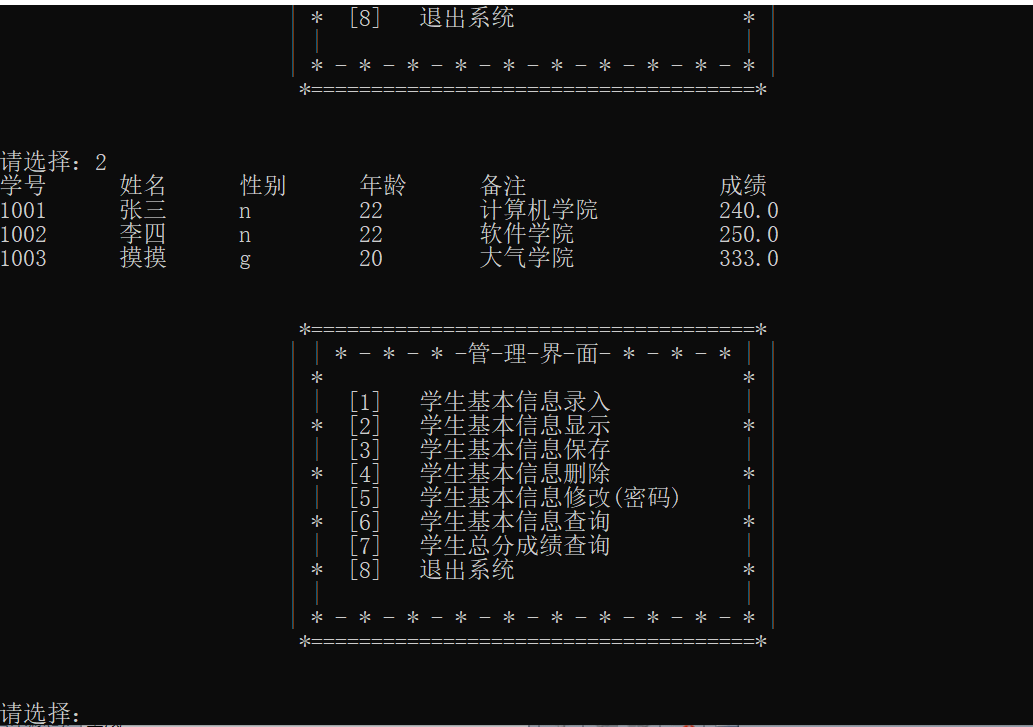 * [8] 退出系统 *
| |
| * - * - * - * - * - * - * - * - * - * |
*=====================================*
请选择：2
学号 姓名 性别 年龄 备注 成绩
1001 张三 n 22 计算机学院 240.0
1002 李四 n 22 软件学院 250.0
1003 摸摸 g 20 大气学院 333.0
*=====================================*
| | * - * - * -管-理-界-面- * - * - * | |
* *
| [1] 学生基本信息录入 |
* [2] 学生基本信息显示 *
| [3] 学生基本信息保存 |
* [4] 学生基本信息删除 *
| [5] 学生基本信息修改(密码) |
* [6] 学生基本信息查询 *
| [7] 学生总分成绩查询 |
* [8] 退出系统 *
| |
| * - * - * - * - * - * - * - * - * - * |
*=====================================*
请选择：